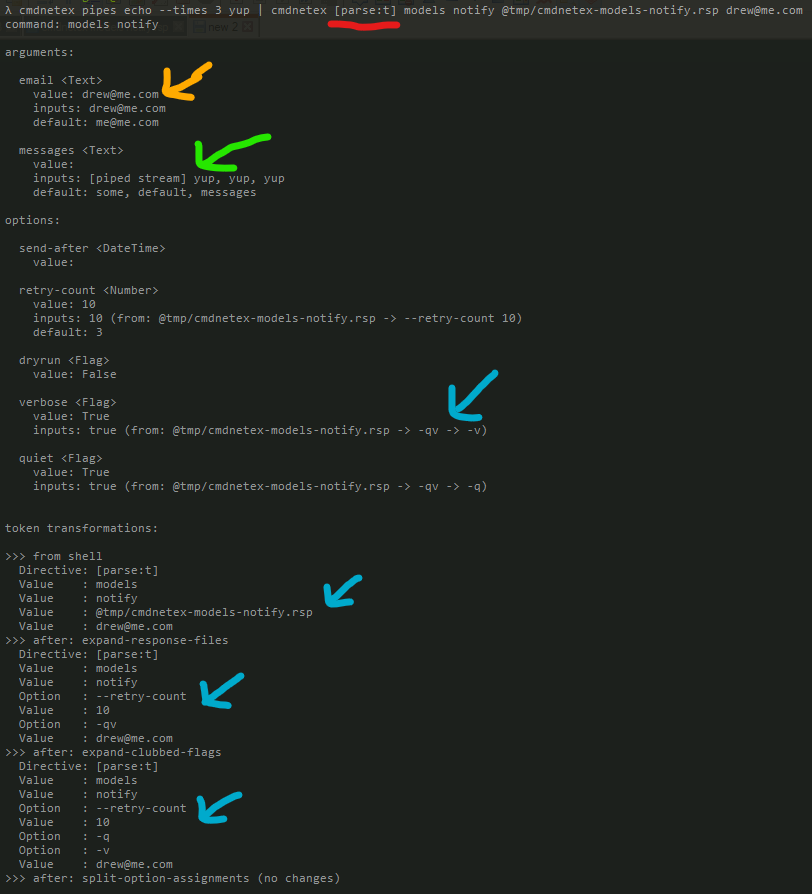 λ cmdnetex pipes echo --times 3 yup | cmdnetex [parse:t] models notify @tmp/cmdnetex-models-notify.rsp drew@me.com
command: models notify
new 2
arguments:
email <Text>
value: drew@me.com
inputs: drew@me.com
default: me@me.com
messages <Text>
value:
inputs: [piped stream] yup, yup, yup
default: some, default, messages
options:
send-after <DateTime>
value:
retry-count <Number>
value: 10
inputs: 10 (from: @tmp/cmdnetex-models-notify.rsp -> --retry-count 10)
default: 3
dryrun <Flag>
value: False
verbose <Flag>
value: True
inputs: true (from: @tmp/cmdnetex-models-notify.rsp -> -qv -> -v)
quiet <Flag>
value: True
inputs: true (from: @tmp/cmdnetex-models-notify.rsp -> -qv -> -q)
token transformations:
>>> from shell
Directive: [parse:t]
Value    : models
Value    : notify
Value    : @tmp/cmdnetex-models-notify.rsp
Value    : drew@me.com
>>> after: expand-response-files
Directive: [parse:t]
Value    : models
Value    : notify
Option   : --retry-count
Value    : 10
Option   : -qv
Value    : drew@me.com
>>> after: expand-clubbed-flags
Directive: [parse:t]
Value    : models
Value    : notify
Option   : --retry-count
Value    : 10
Option   : -q
Option   : -v
Value    : drew@me.com
>>> after: split-option-assignments (no changes)